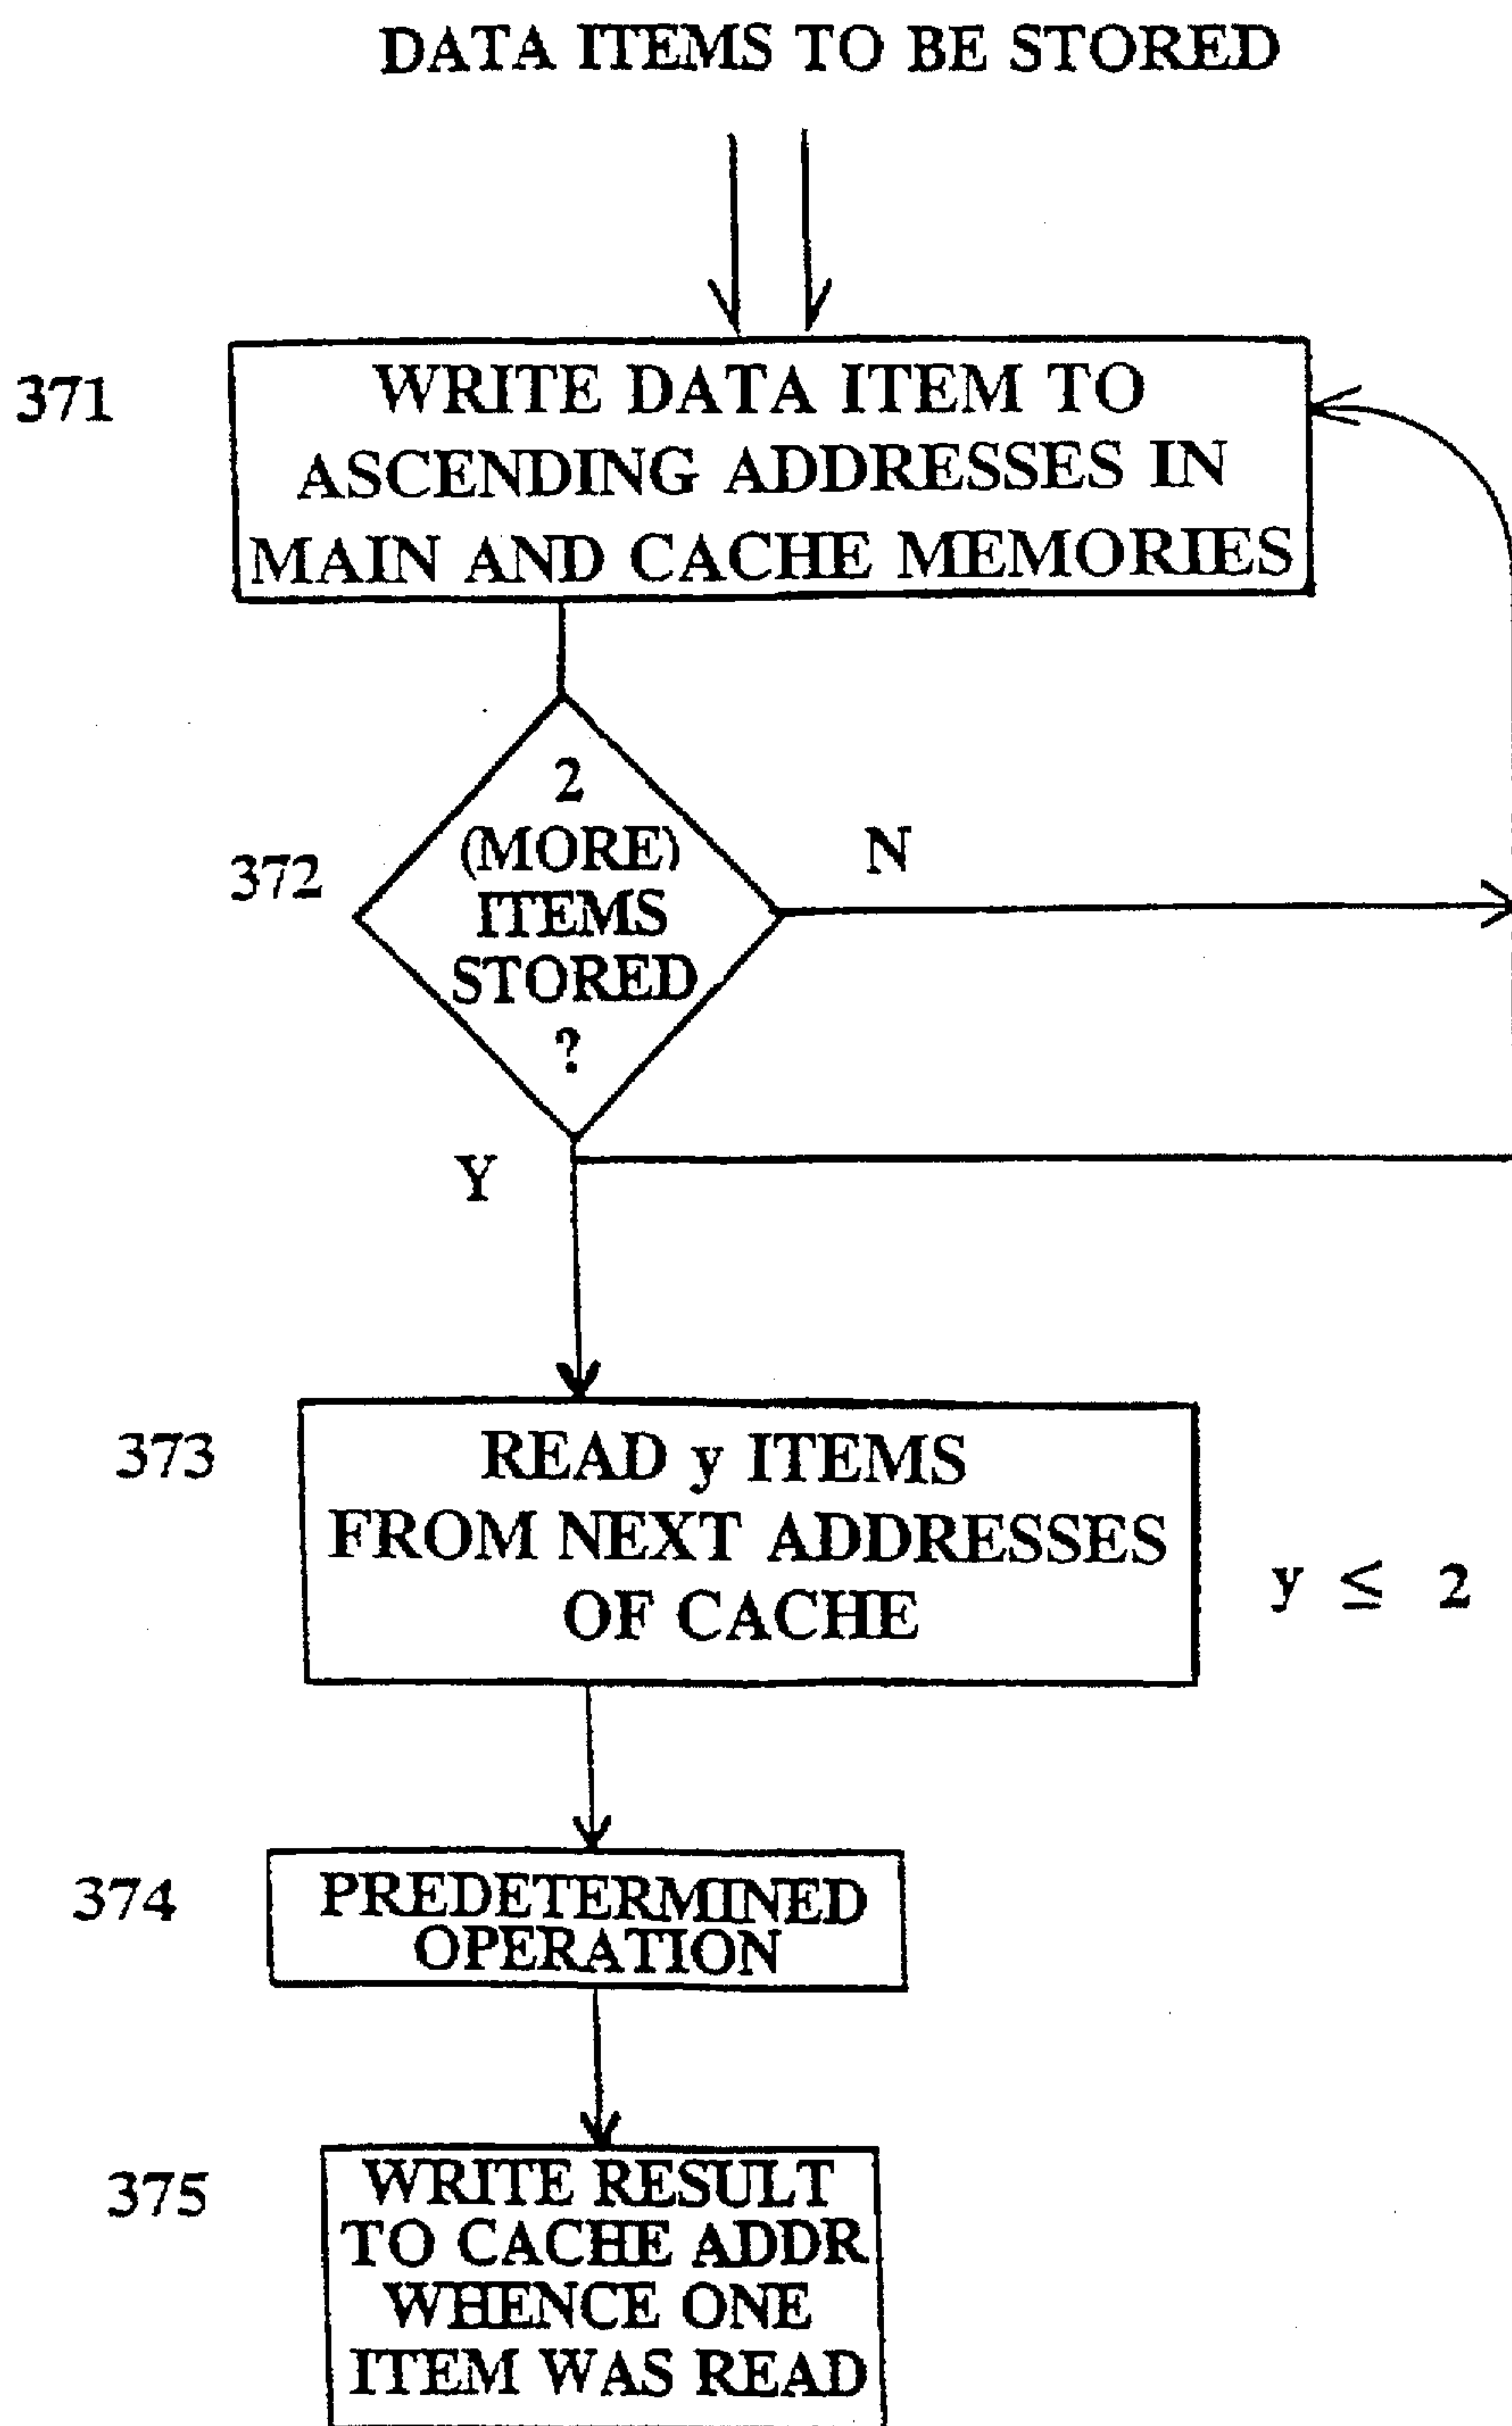 DATA ITEMS TO BE STORED
371
WRITE DATA ITEM TO
ASCENDING ADDRESSES IN
MAIN AND CACHE MEMORIES
372
2
(MORE)
ITEMS
STORED
?
N
Y
373
READ y ITEMS
FROM NEXT ADDRESSES
OF CACHE
y ≤ 2
374
PREDETERMINED
OPERATION
375
WRITE RESULT
TO CACHE ADDR
WHENCE ONE
ITEM WAS READ